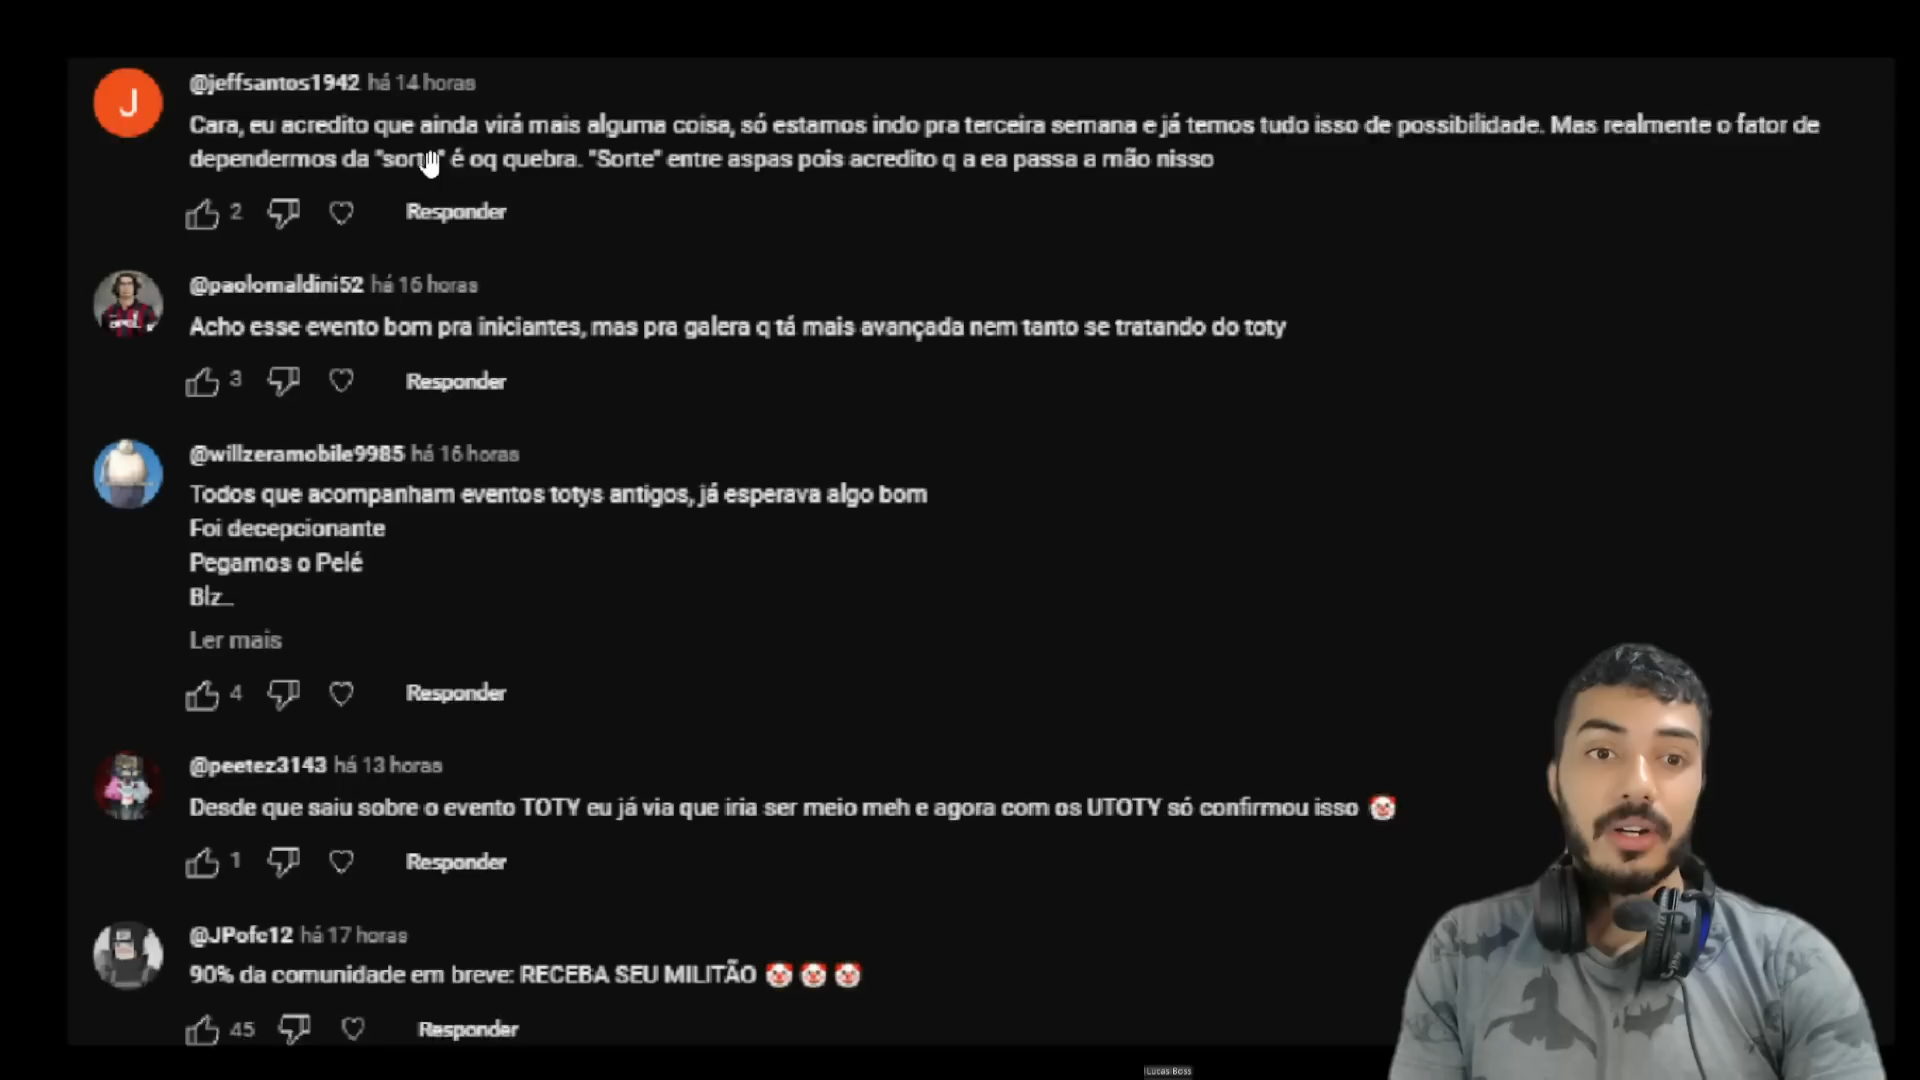 J
@jeffsantos1942 há 14 horas
Cara, eu acredito que ainda virá mais alguma coisa, só estamos indo pra terceira semana e já temos tudo isso de possibilidade. Mas realmente o fator de
dependermos da "sorte" é oq quebra. "Sorte" entre aspas pois acredito q a ea passa a mão nisso
2 Responder
@paolomaldini52 há 16 horas
Acho esse evento bom pra iniciantes, mas pra galera q tá mais avançada nem tanto se tratando do toty
3 Responder
@willzeramobile9985 há 16 horas
Todos que acompanham eventos totys antigos, já esperava algo bom
Foi decepcionante
Pegamos o Pelé
Blz...
Ler mais
4 Responder
@peetez3143 há 13 horas
Desde que saiu sobre o evento TOTY eu já via que iria ser meio meh e agora com os UTOTY só confirmou isso 🤡
1 Responder
@JPofc12 há 17 horas
90% da comunidade em breve: RECEBA SEU MILITÃO 🤡🤡🤡
45 Responder
Lucas Boss